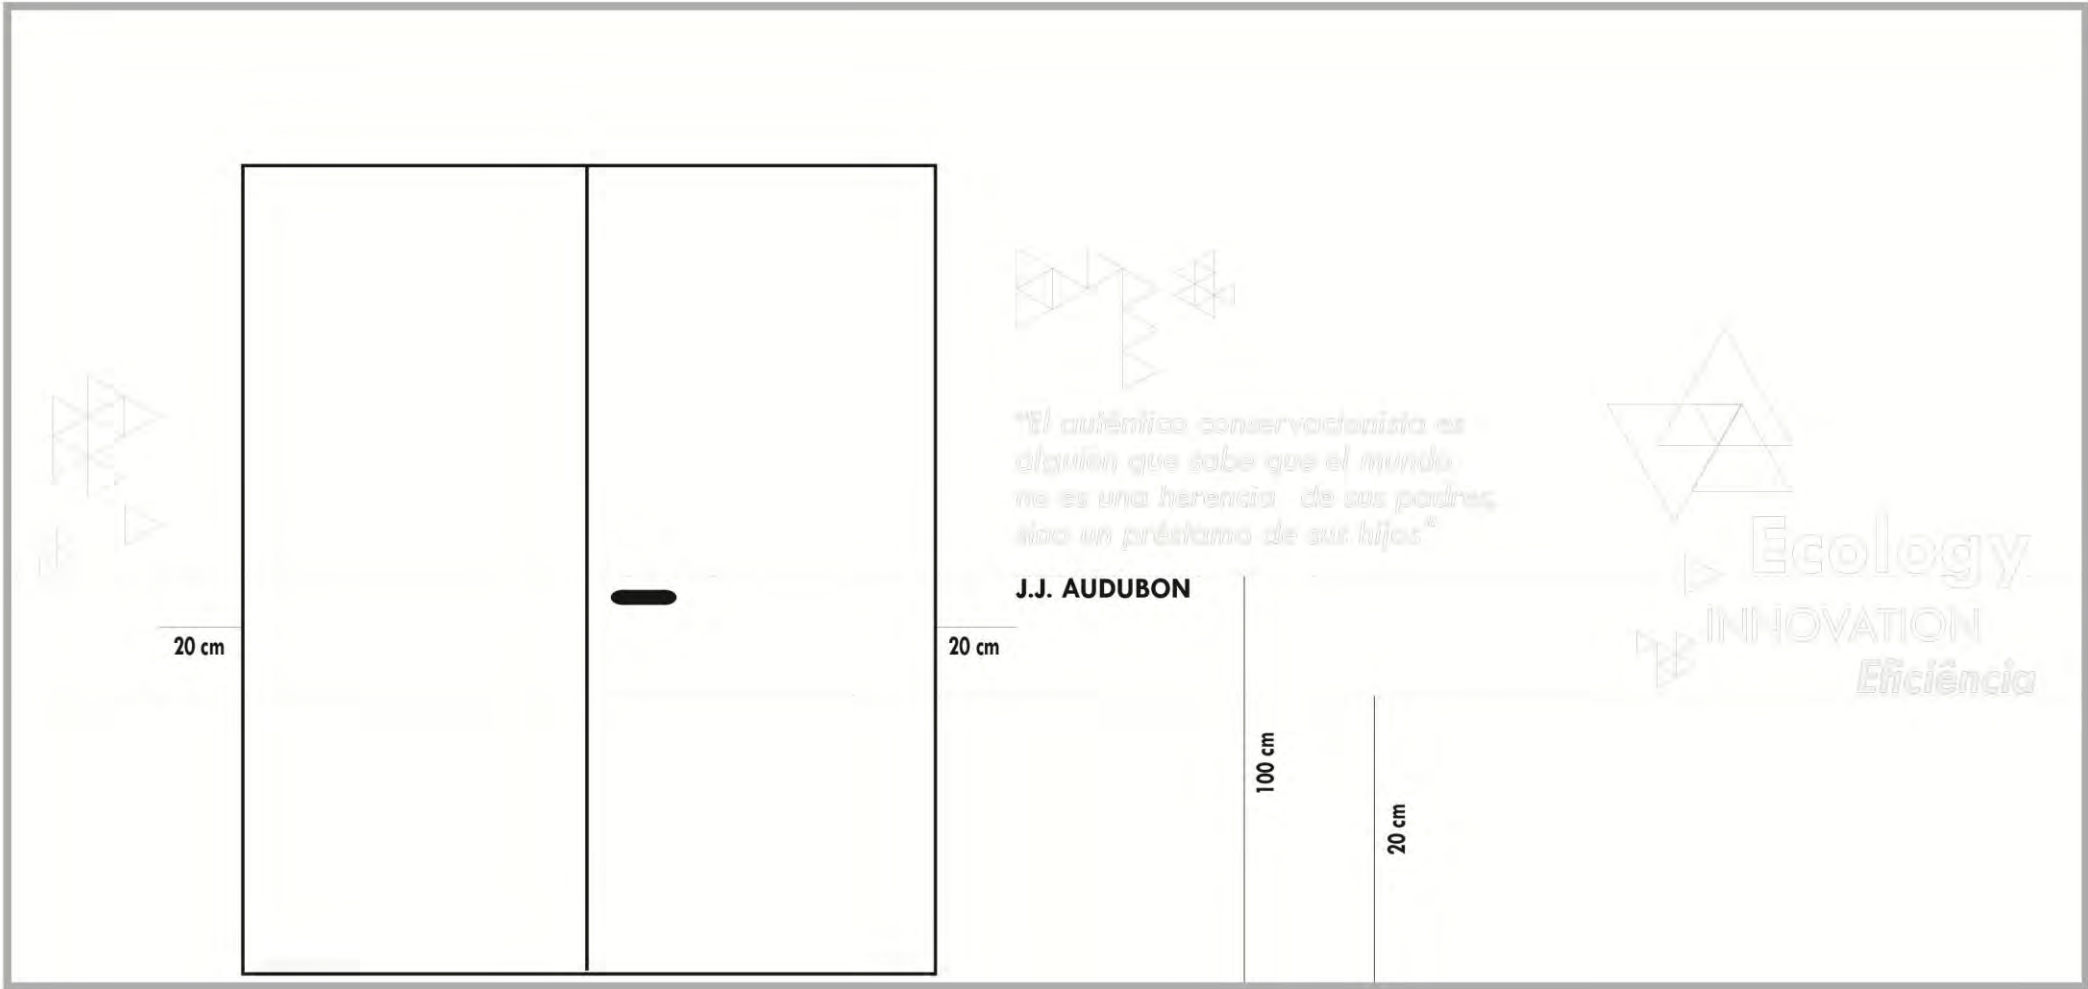 "El auténtico conservacionista es
alguien que sabe que el mundo
no es una herencia de sus padres,
sino un préstamo de sus hijos"
J.J. AUDUBON
20 cm
20 cm
100 cm
20 cm
Ecology
INNOVATION
Eficiência